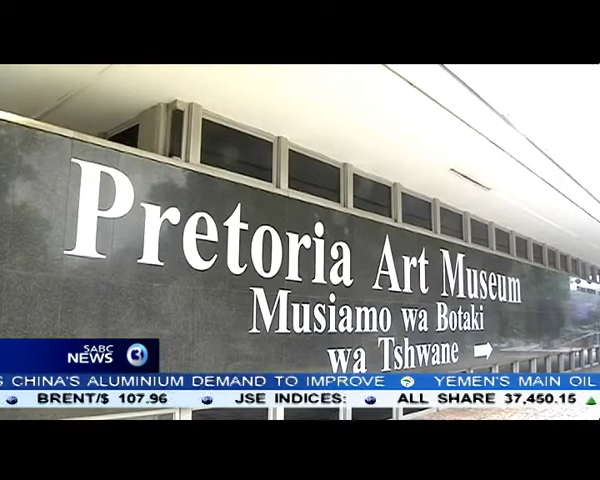 Pretoria Art Museum
Musiamo wa Botaki
wa Tshwane
SABC
NEWS 3
CHINA'S ALUMINIUM DEMAND TO IMPROVE YEMEN'S MAIN OIL
BRENT/$ 107.96 JSE INDICES: ALL SHARE 37,450.15